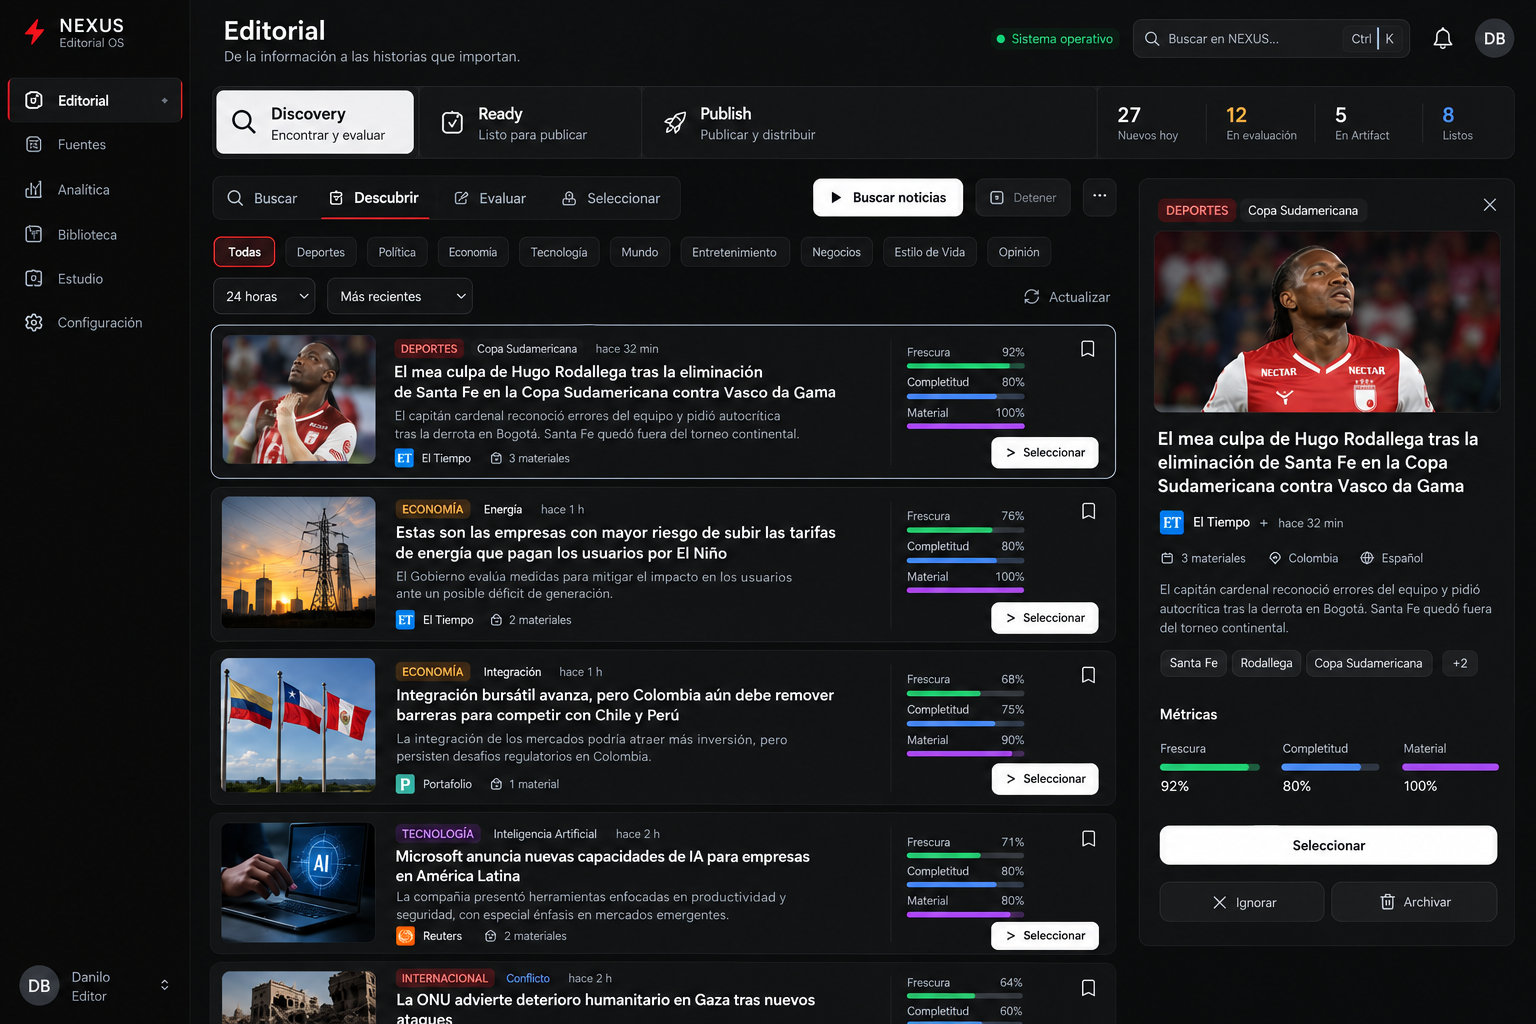 NEXUS
Editorial OS
Editorial
Fuentes
Analítica
Biblioteca
Estudio
Configuración
DB
Danilo
Editor
Editorial
De la información a las historias que importan.
Sistema operativo
Buscar en NEXUS...
Ctrl
K
DB
Discovery
Encontrar y evaluar
Ready
Listo para publicar
Publish
Publicar y distribuir
27
Nuevos hoy
12
En evaluación
5
En Artifact
8
Listos
Buscar
Descubrir
Evaluar
Seleccionar
Buscar noticias
Detener
...
Todas
Deportes
Política
Economía
Tecnología
Mundo
Entretenimiento
Negocios
Estilo de Vida
Opinión
24 horas
Más recientes
Actualizar
DEPORTES
Copa Sudamericana
hace 32 min
El mea culpa de Hugo Rodallega tras la eliminación
de Santa Fe en la Copa Sudamericana contra Vasco da Gama
El capitán cardenal reconoció errores del equipo y pidió autocrítica
tras la derrota en Bogotá. Santa Fe quedó fuera del torneo continental.
ET
El Tiempo
3 materiales
Frescura 92%
Completitud 80%
Material 100%
> Seleccionar
ECONOMÍA
Energía
hace 1 h
Estas son las empresas con mayor riesgo de subir las tarifas
de energía que pagan los usuarios por El Niño
El Gobierno evalúa medidas para mitigar el impacto en los usuarios
ante un posible déficit de generación.
ET
El Tiempo
2 materiales
Frescura 76%
Completitud 80%
Material 100%
> Seleccionar
ECONOMÍA
Integración
hace 1 h
Integración bursátil avanza, pero Colombia aún debe remover
barreras para competir con Chile y Perú
La integración de los mercados podría atraer más inversión, pero
persisten desafíos regulatorios en Colombia.
P
Portafolio
1 material
Frescura 68%
Completitud 75%
Material 90%
> Seleccionar
AI
TECNOLOGÍA
Inteligencia Artificial
hace 2 h
Microsoft anuncia nuevas capacidades de IA para empresas
en América Latina
La compañía presentó herramientas enfocadas en productividad y
seguridad, con especial énfasis en mercados emergentes.
Reuters
2 materiales
Frescura 71%
Completitud 80%
Material 80%
> Seleccionar
INTERNACIONAL
Conflicto
hace 2 h
La ONU advierte deterioro humanitario en Gaza tras nuevos
ataques
Frescura 64%
Completitud 60%
DEPORTES
Copa Sudamericana
NECTAR
NECTAR
El mea culpa de Hugo Rodallega tras la
eliminación de Santa Fe en la Copa
Sudamericana contra Vasco da Gama
ET
El Tiempo
+
hace 32 min
3 materiales
Colombia
Español
El capitán cardenal reconoció errores del equipo y pidió
autocrítica tras la derrota en Bogotá. Santa Fe quedó fuera
del torneo continental.
Santa Fe
Rodallega
Copa Sudamericana
+2
Métricas
Frescura
92%
Completitud
80%
Material
100%
Seleccionar
Ignorar
Archivar